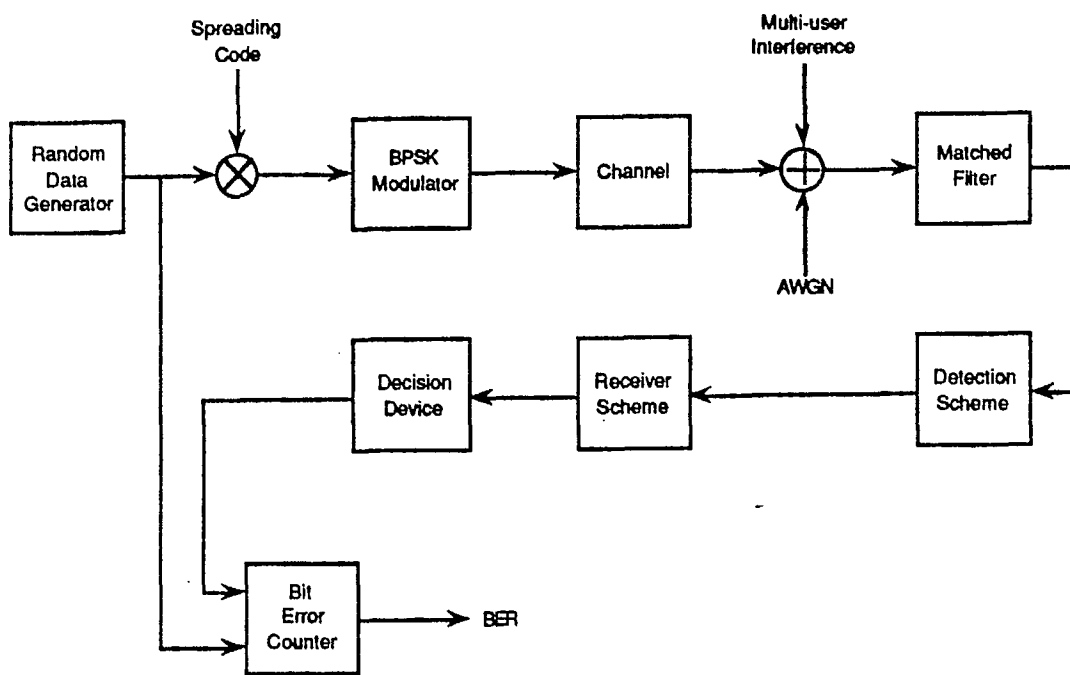 Spreading
Code
Multi-user
Interference
Random
Data
Generator
BPSK
Modulator
Channel
Matched
Filter
AWGN
Decision
Device
Receiver
Scheme
Detection
Scheme
Bit
Error
Counter
BER